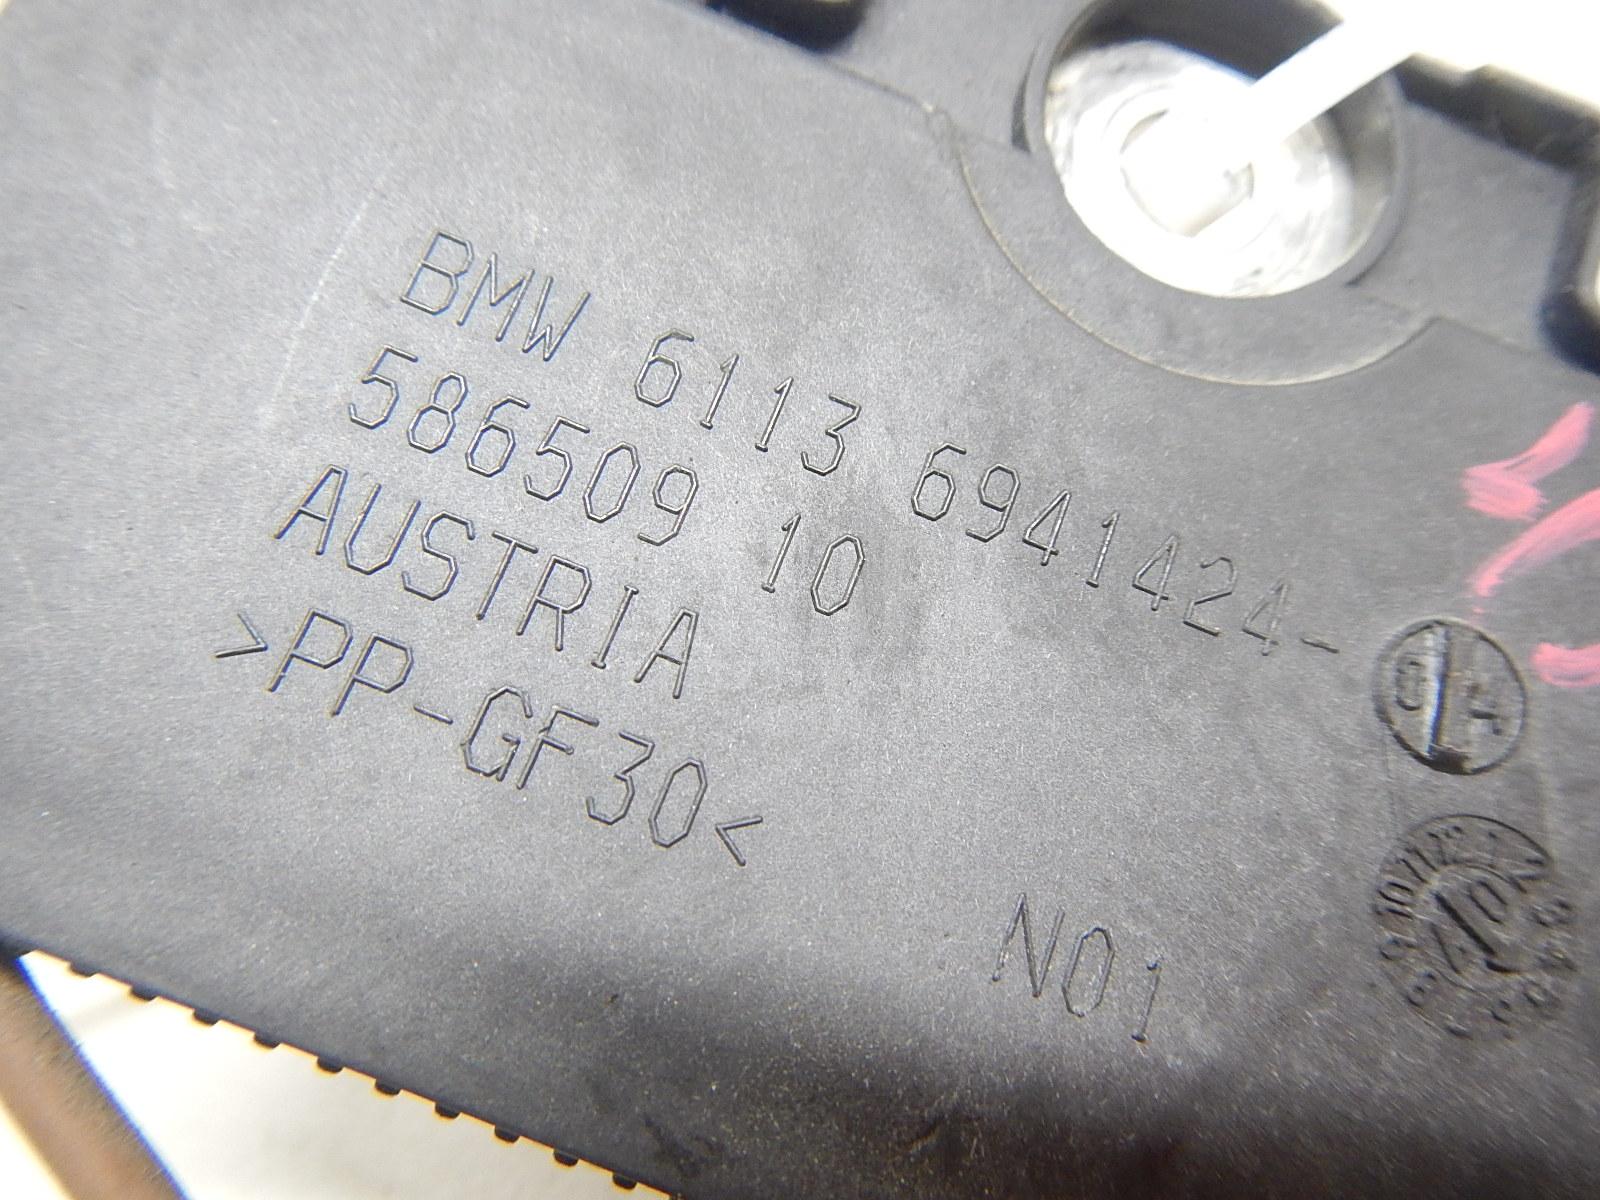 BMW 6113 6941424-
586509 10
AUSTRIA
>PP-GF30<
N01